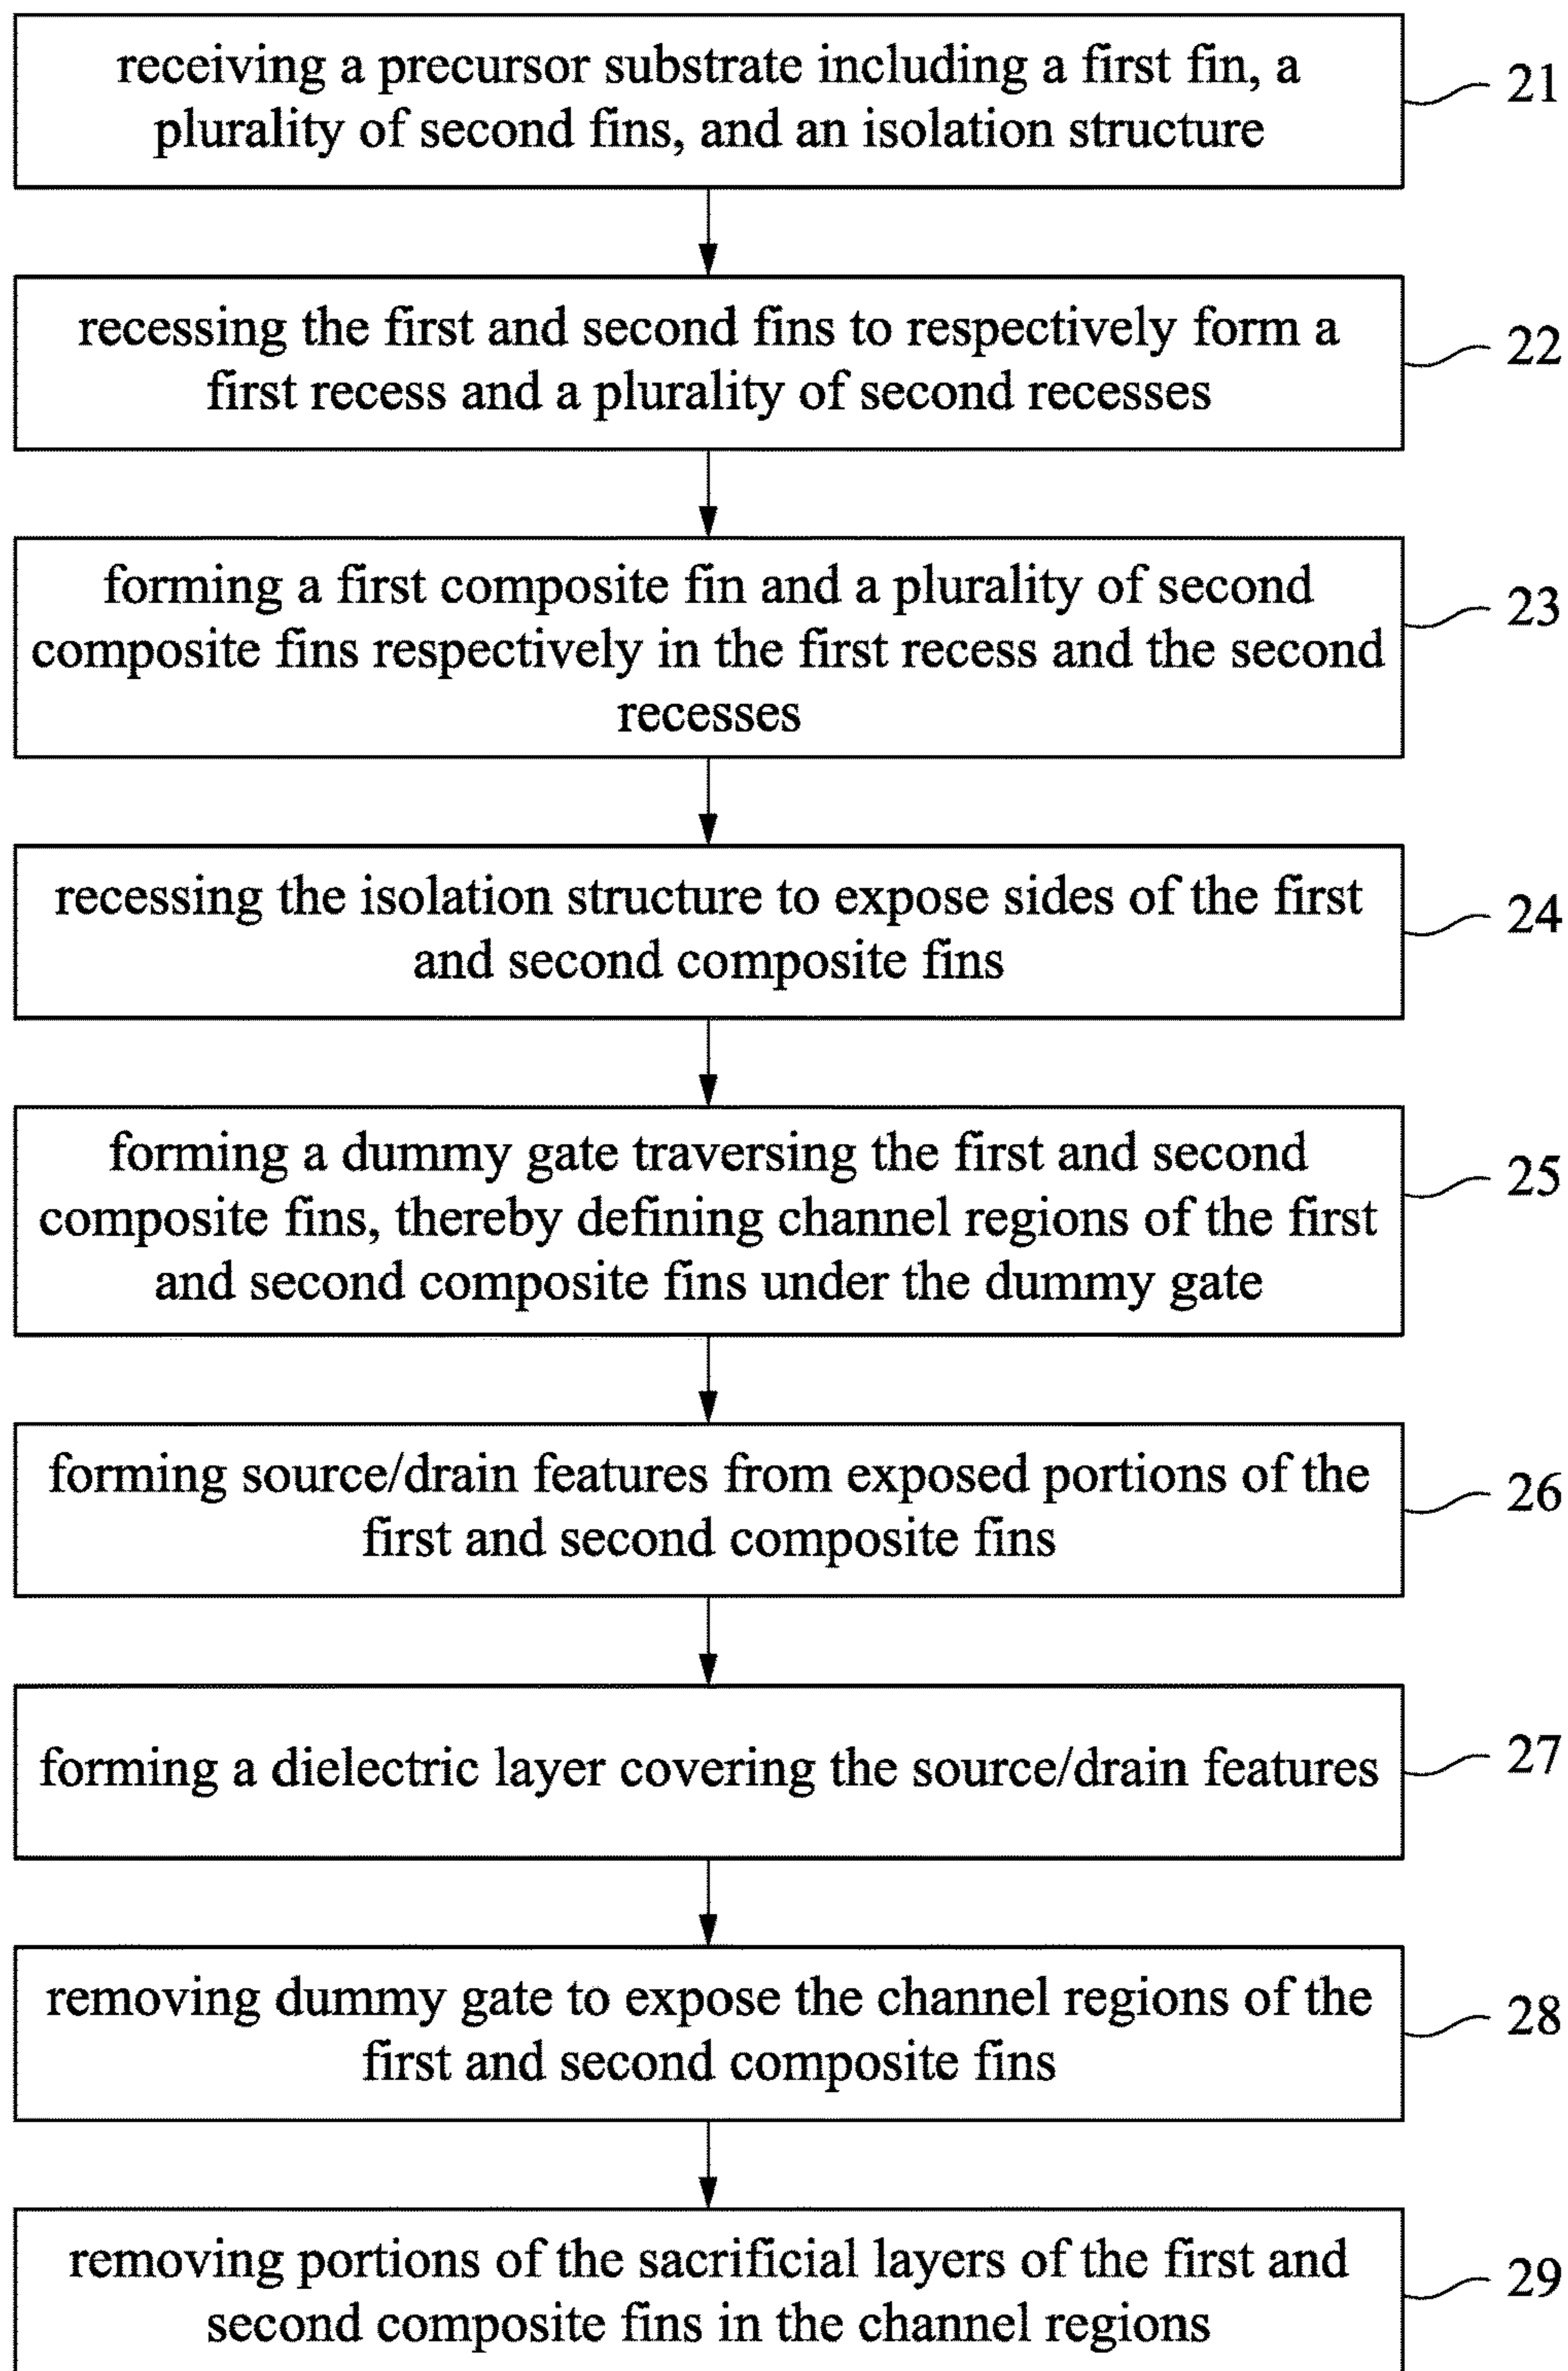 receiving a precursor substrate including a first fin, a
plurality of second fins, and an isolation structure
21
recessing the first and second fins to respectively form a
first recess and a plurality of second recesses
22
forming a first composite fin and a plurality of second
composite fins respectively in the first recess and the second
recesses
23
recessing the isolation structure to expose sides of the first
and second composite fins
24
forming a dummy gate traversing the first and second
composite fins, thereby defining channel regions of the first
and second composite fins under the dummy gate
25
forming source/drain features from exposed portions of the
first and second composite fins
26
forming a dielectric layer covering the source/drain features
27
removing dummy gate to expose the channel regions of the
first and second composite fins
28
removing portions of the sacrificial layers of the first and
second composite fins in the channel regions
29